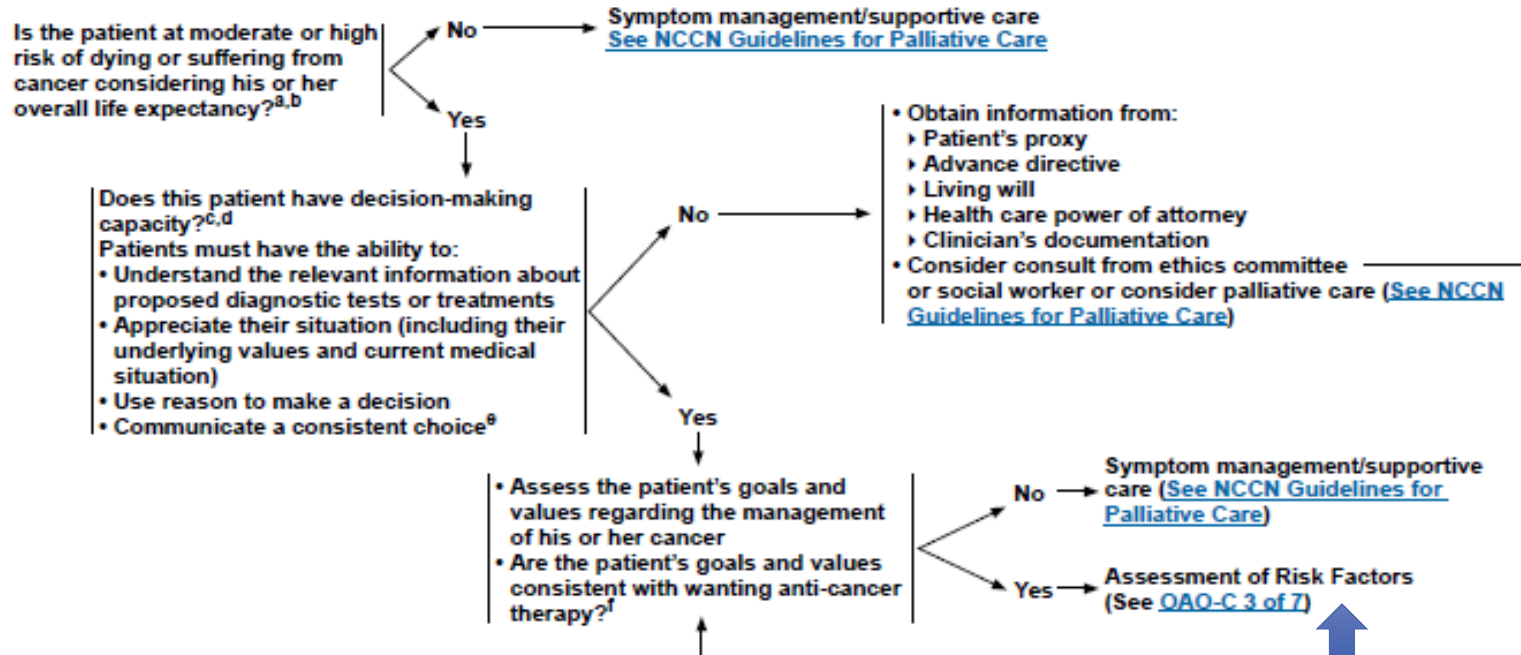 Is the patient at moderate or high
risk of dying or suffering from
cancer considering his or her
overall life expectancy?a,b
No
Symptom management/supportive care
See NCCN Guidelines for Palliative Care
Yes
Does this patient have decision-making
capacity?c,d
Patients must have the ability to:
• Understand the relevant information about
proposed diagnostic tests or treatments
• Appreciate their situation (including their
underlying values and current medical
situation)
• Use reason to make a decision
• Communicate a consistent choicee
No
• Obtain information from:
‣ Patient's proxy
‣ Advance directive
‣ Living will
‣ Health care power of attorney
‣ Clinician's documentation
• Consider consult from ethics committee
or social worker or consider palliative care (See NCCN
Guidelines for Palliative Care)
Yes
• Assess the patient's goals and
values regarding the management
of his or her cancer
• Are the patient's goals and values
consistent with wanting anti-cancer
therapy?f
No
Symptom management/supportive
care (See NCCN Guidelines for
Palliative Care)
Yes
Assessment of Risk Factors
(See OAO-C 3 of 7)